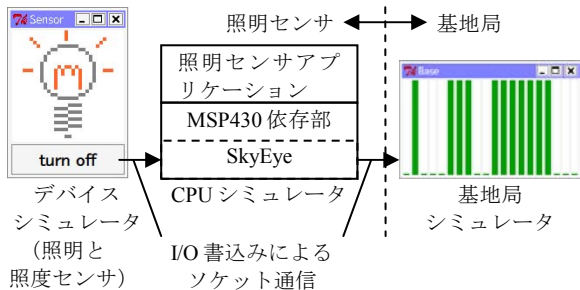 照明センサ
基地局
Sensor
turn off
照明センサアプ
リケーション
MSP430 依存部
SkyEye
Base
デバイス
シミュレータ
（照明と
照度センサ）
CPU シミュレータ
I/O 書込みによる
ソケット通信
基地局
シミュレータ